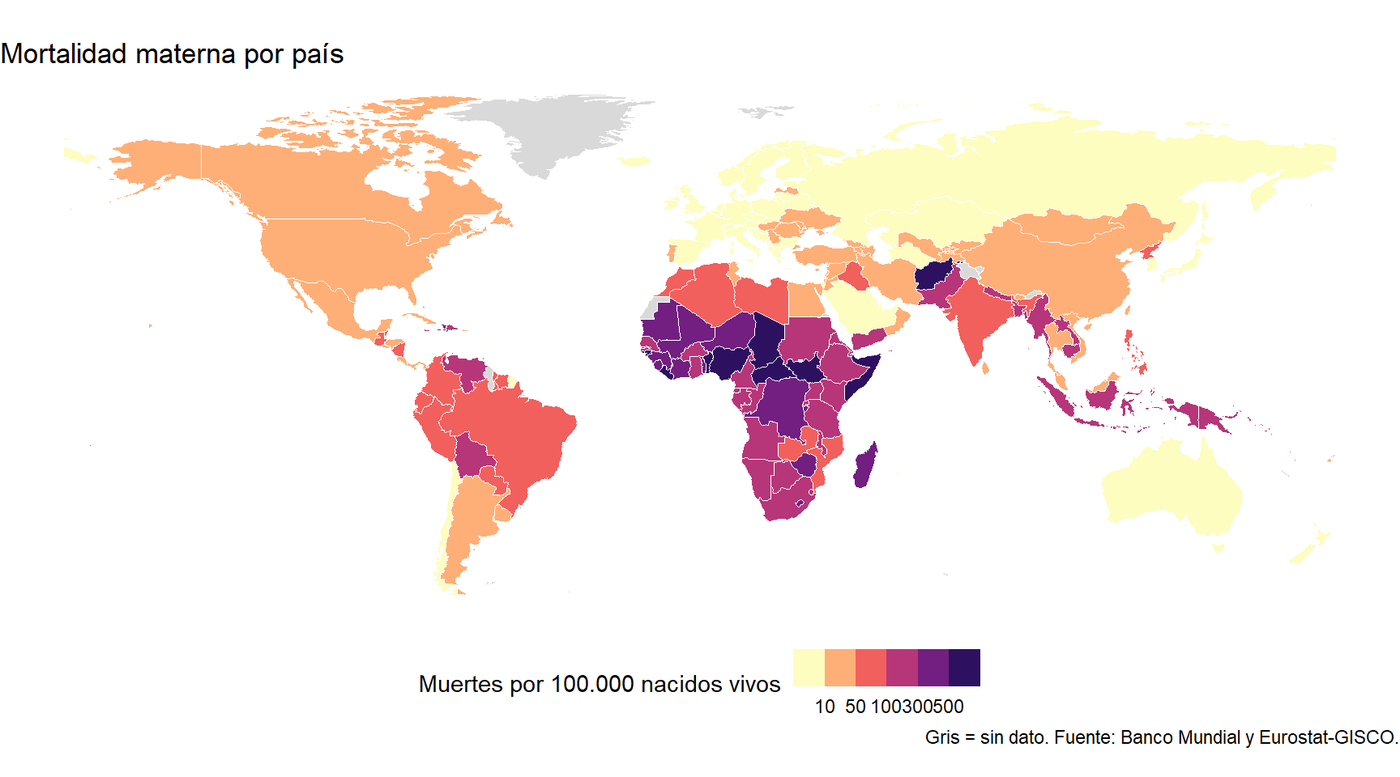 Mortalidad materna por país
Muertes por 100.000 nacidos vivos
10 50 100300500
Gris = sin dato. Fuente: Banco Mundial y Eurostat-GISCO.